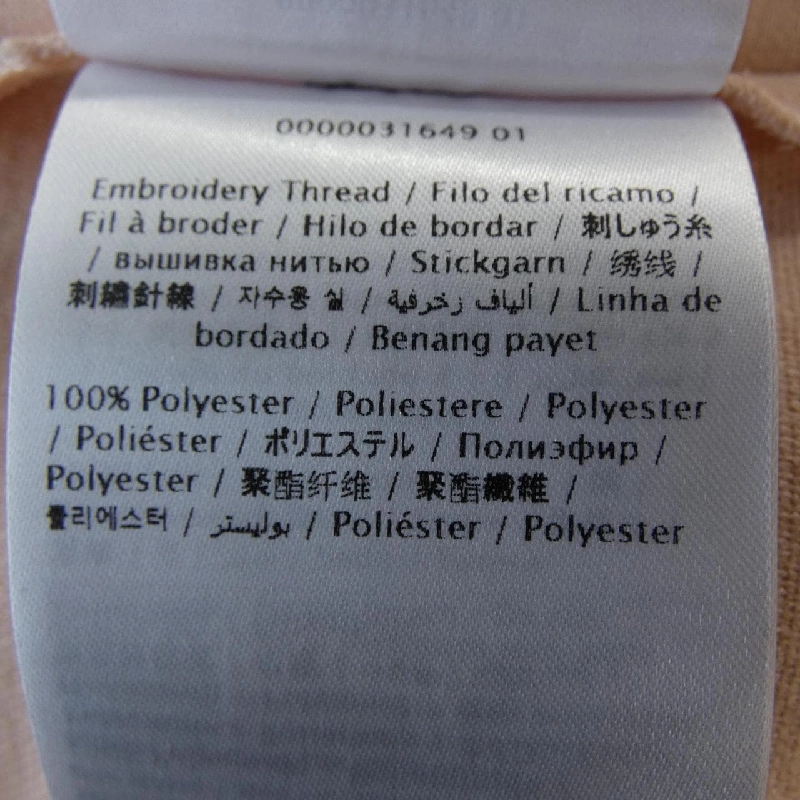 0000031649 01
Embroidery Thread / Filo del ricamo /
Fil à broder / Hilo de bordar / 刺しゅう糸
/ вышивка нитью / Stickgarn / 绣线 /
刺繡針線 / 자수용 실 / ألياف زخرفية / Linha de
bordado / Benang payet
100% Polyester / Poliestere / Polyester
/ Poliéster / ポリエステル / Полиэфир /
Polyester / 聚酯纤维 / 聚酯纖維 /
폴리에스터 / بوليستر / Poliéster / Polyester